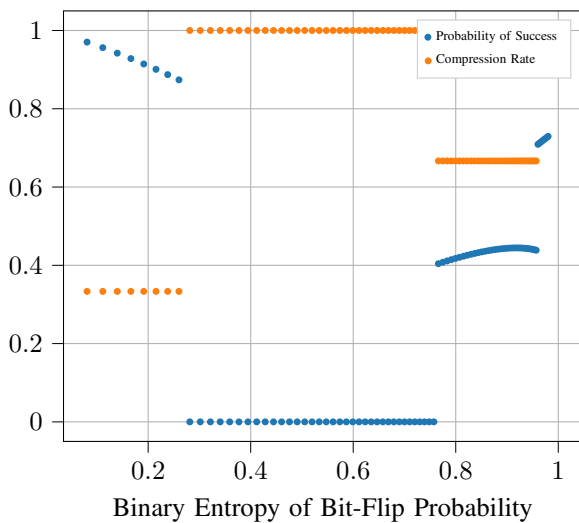 1
0.8
0.6
0.4
0.2
0
0.2 0.4 0.6 0.8 1
Binary Entropy of Bit-Flip Probability
Probability of Success
Compression Rate